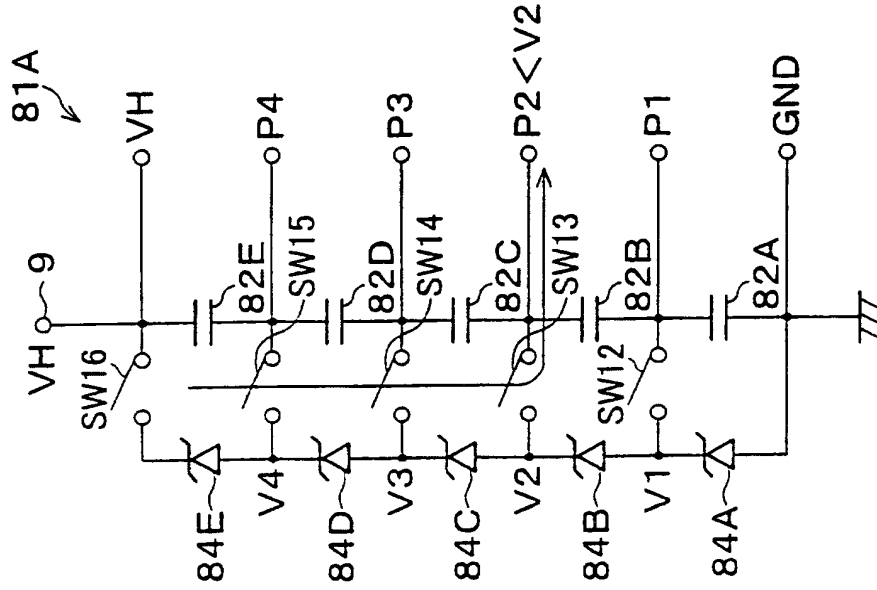 81A
VH
9
VH
SW16
P4
84E
82E
SW15
V4
P3
84D
82D
SW14
V3
P2<V2
84C
82C
SW13
V2
P1
84B
82B
SW12
V1
GND
84A
82A